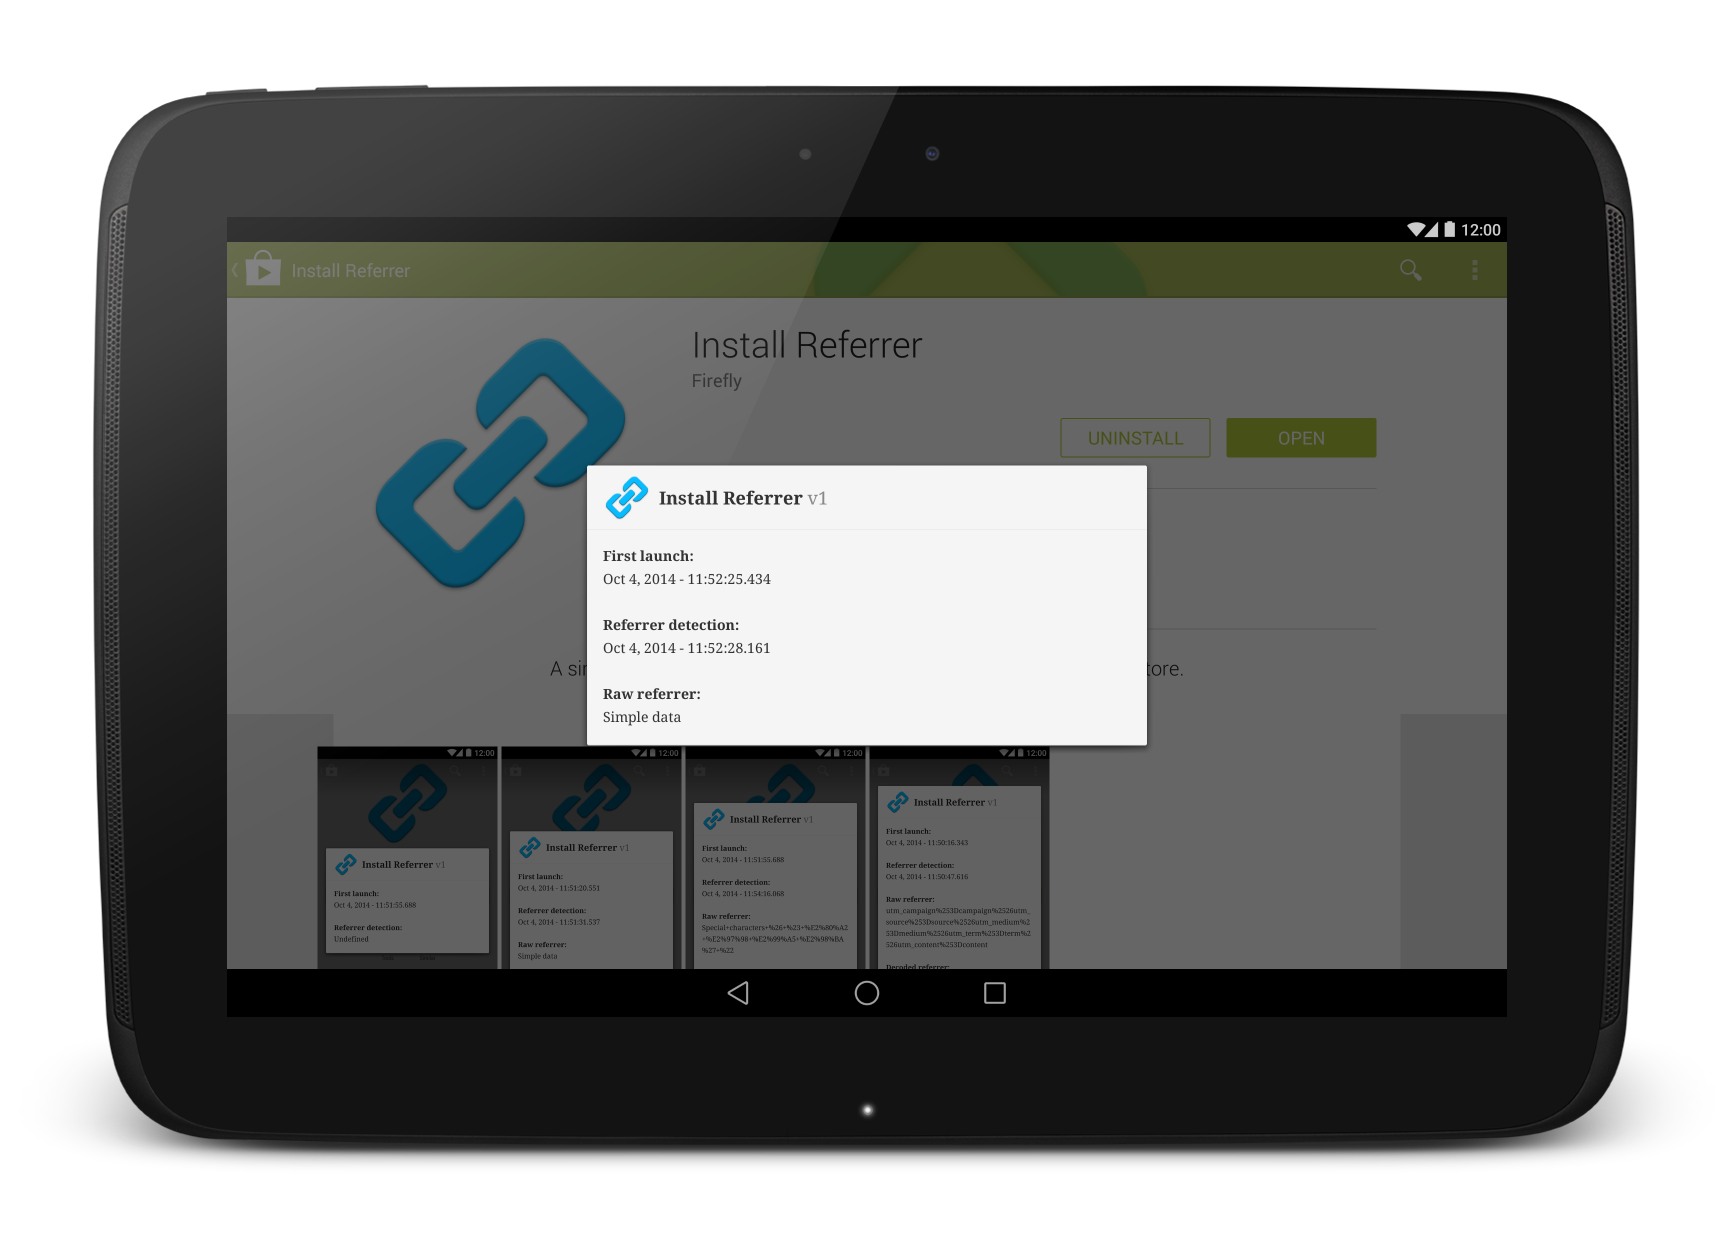 12:00
Install Referrer
Install Referrer
Firefly
UNINSTALL
OPEN
Install Referrer v1
First launch:
Oct 4, 2014 - 11:52:25.434
Referrer detection:
Oct 4, 2014 - 11:52:28.161
Raw referrer:
Simple data
A
12:00
Install Referrer v1
First launch:
Oct 4, 2014 - 11:51:55.688
Referrer detection:
Undefined
12:00
Install Referrer v1
First launch:
Oct 4, 2014 - 11:51:20.551
Referrer detection:
Oct 4, 2014 - 11:51:31.537
Raw referrer:
Simple data
12:00
Install Referrer v1
First launch:
Oct 4, 2014 - 11:51:55.688
Referrer detection:
Oct 4, 2014 - 11:54:16.068
Raw referrer:
Special+characters+%26+%23+%E2%80%A2
+%E2%97%98+%E2%99%A5+%E2%98%BA
%27+%22
12:00
Install Referrer v1
First launch:
Oct 4, 2014 - 11:50:16.343
Referrer detection:
Oct 4, 2014 - 11:50:47.616
Raw referrer:
utm_campaign%253Dcampaign%2526utm_
source%253Dsource%2526utm_medium%2
53Dmedium%2526utm_term%253Dterm%2
526utm_content%253Dcontent
Decoded referrer: